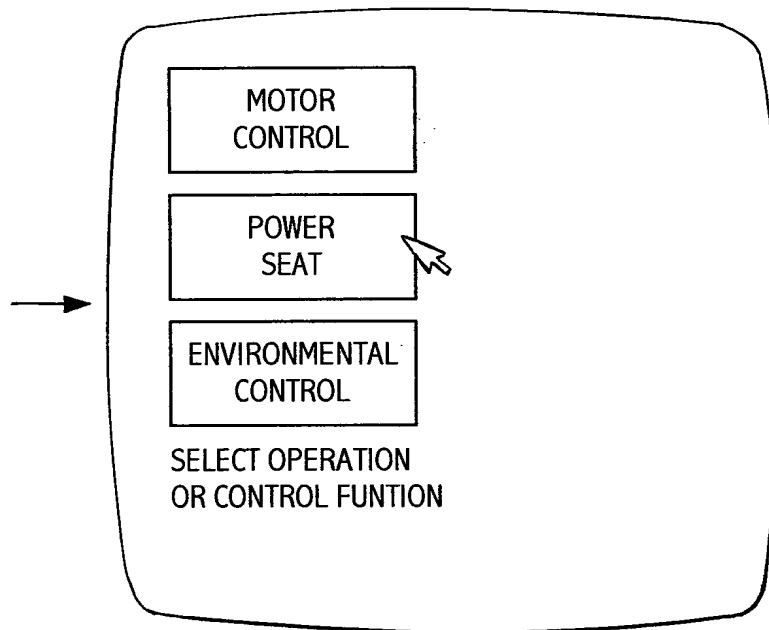 MOTOR
CONTROL
POWER
SEAT
ENVIRONMENTAL
CONTROL
SELECT OPERATION
OR CONTROL FUNTION